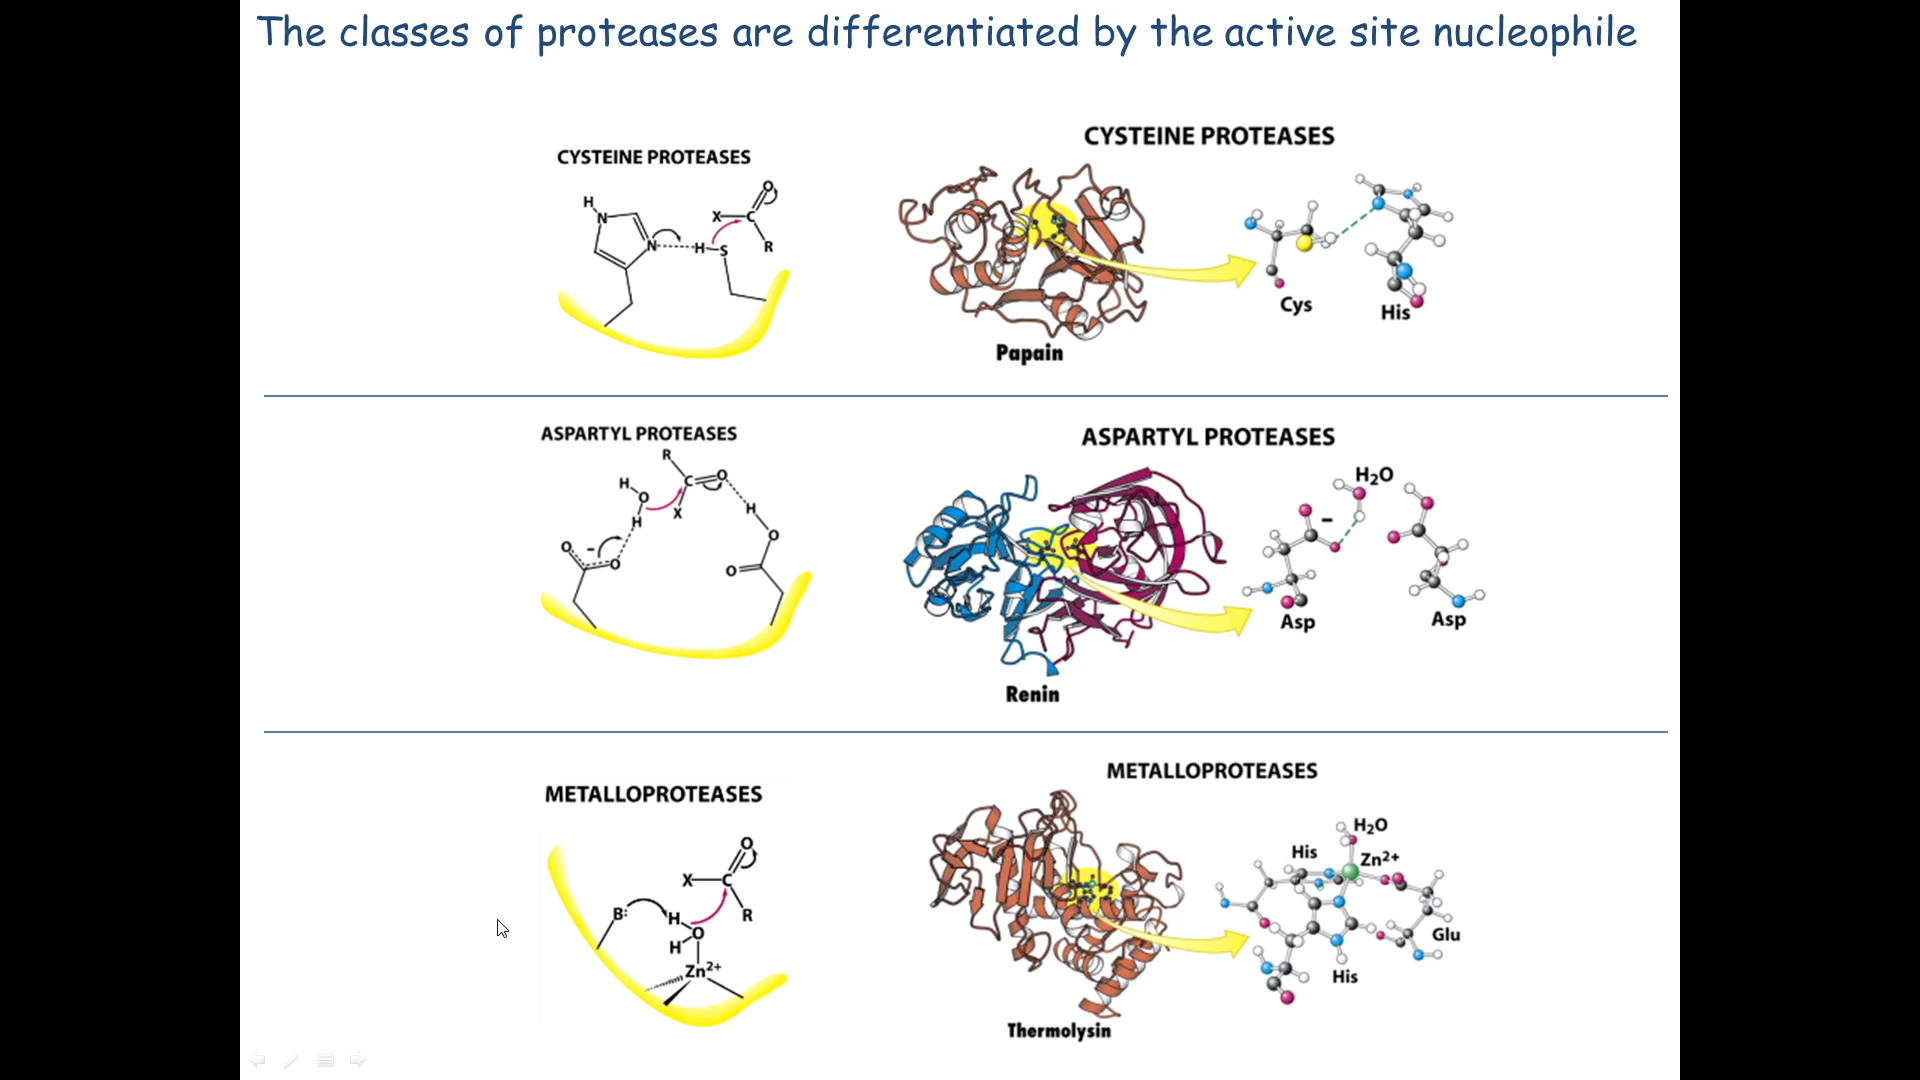 The classes of proteases are differentiated by the active site nucleophile
CYSTEINE PROTEASES
H
N
N
H
S
X
C
O
R
CYSTEINE PROTEASES
Cys
His
Papain
ASPARTYL PROTEASES
R
C
O
H
O
H
X
H
O
O
-
O
O
ASPARTYL PROTEASES
H2O
-
Asp
Asp
Renin
METALLOPROTEASES
O
X
C
R
B:
H
O
H
Zn2+
METALLOPROTEASES
H2O
His
Zn2+
Glu
His
Thermolysin